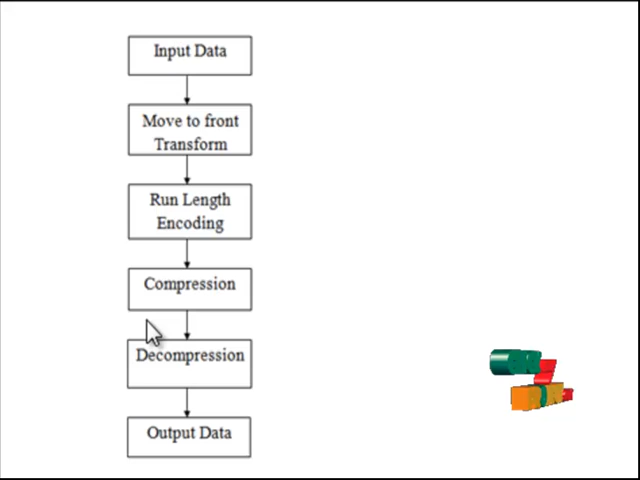 Input Data
Move to front
Transform
Run Length
Encoding
Compression
Decompression
Output Data